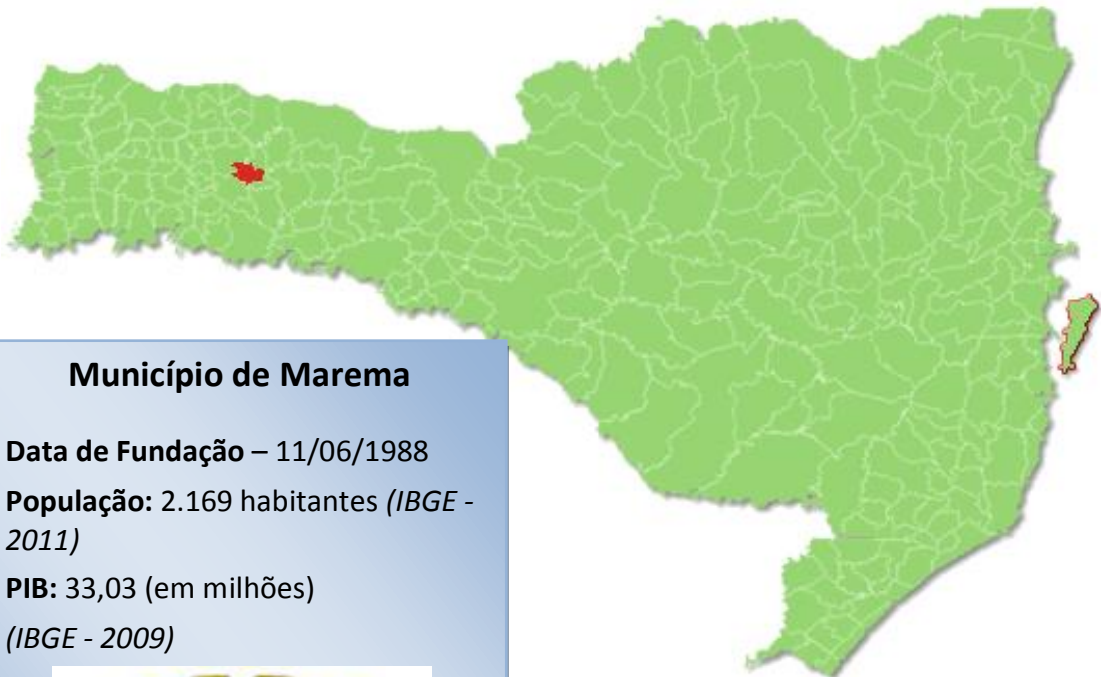 Município de Marema
Data de Fundação – 11/06/1988
População: 2.169 habitantes (IBGE -
2011)
PIB: 33,03 (em milhões)
(IBGE - 2009)